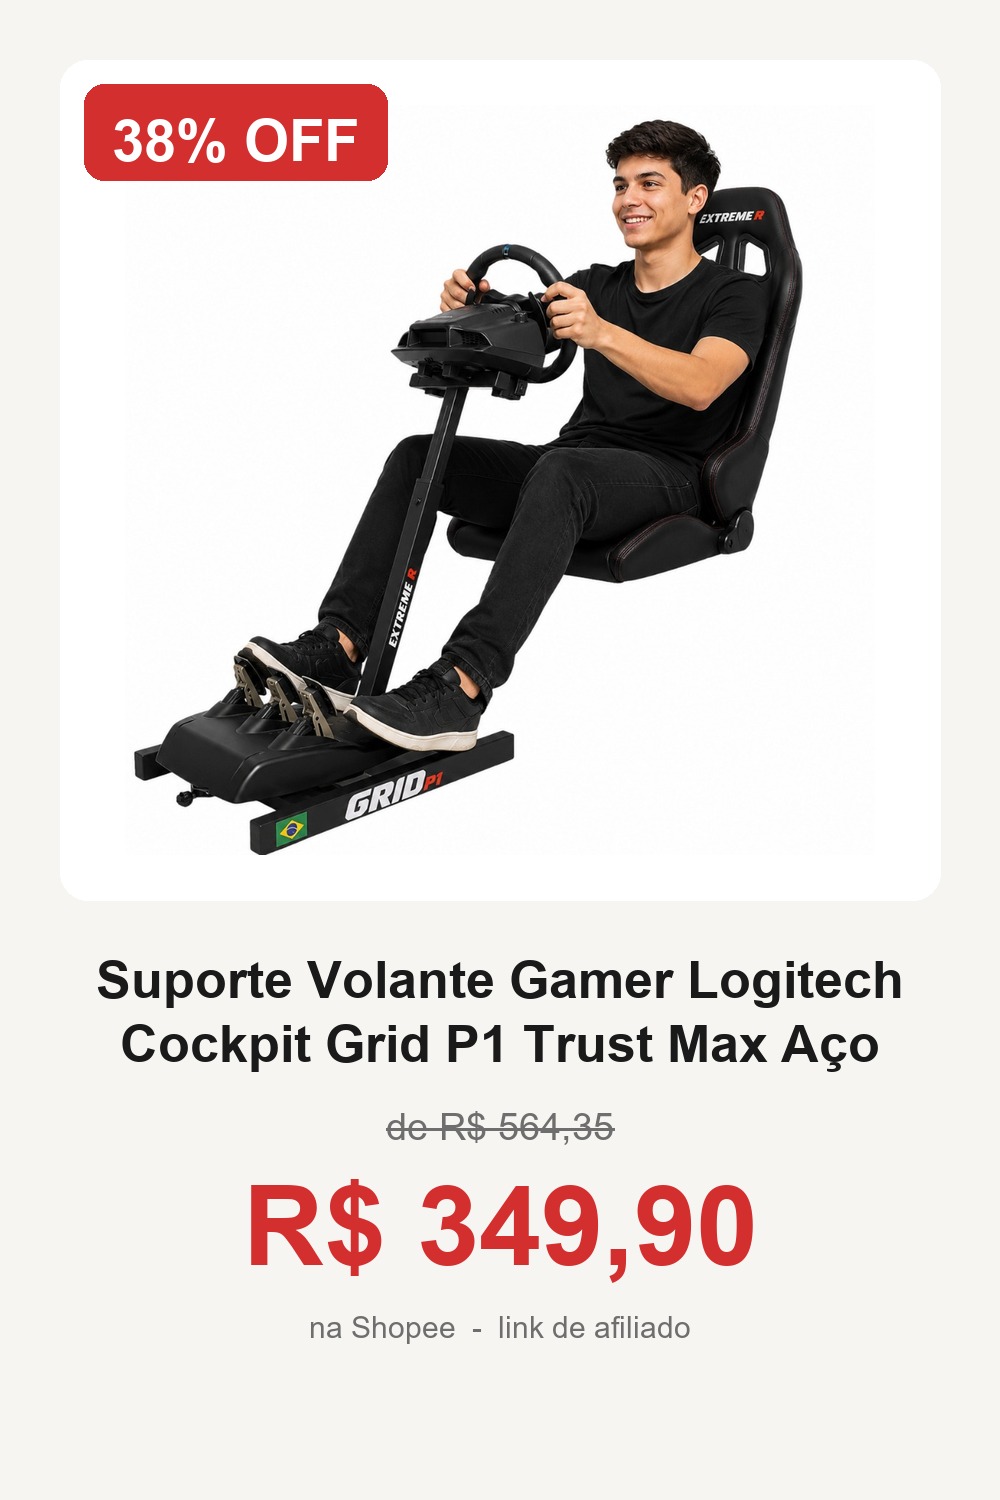 38% OFF
EXTREME R
EXTREME R
GRID P1
Suporte Volante Gamer Logitech
Cockpit Grid P1 Trust Max Aço
de R$ 564,35
R$ 349,90
na Shopee - link de afiliado